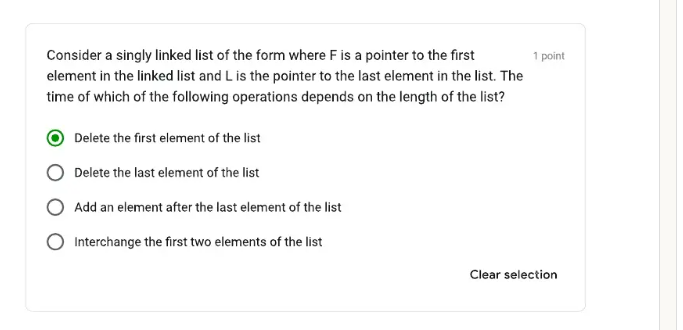 Consider a singly linked list of the form where F is a pointer to the first
1 point
element in the linked list and L is the pointer to the last element in the list. The
time of which of the following operations depends on the length of the list?
Delete the first element of the list
Delete the last element of the list
Add an element after the last element of the list
Interchange the first two elements of the list
Clear selection